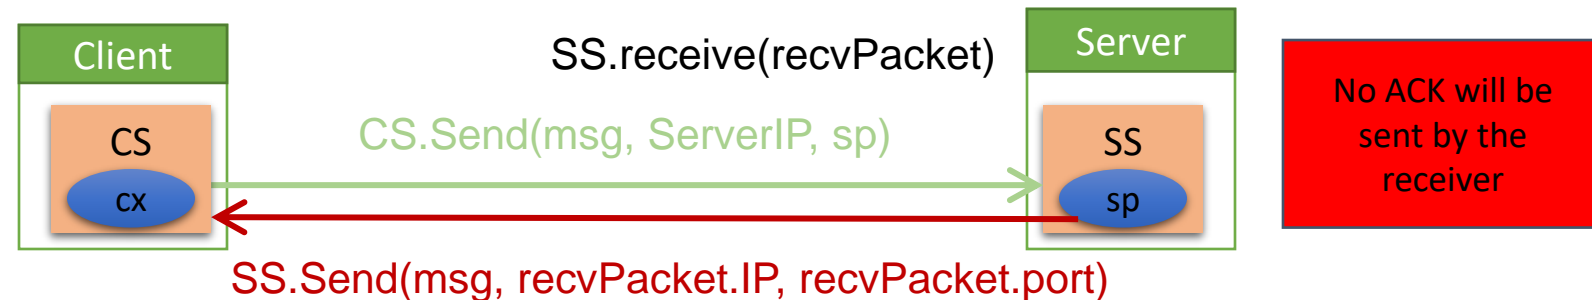 Client
SS.receive(recvPacket)
Server
No ACK will be
sent by the
receiver
CS
CS.Send(msg, ServerIP, sp)
SS
cx
sp
SS.Send(msg, recvPacket.IP, recvPacket.port)